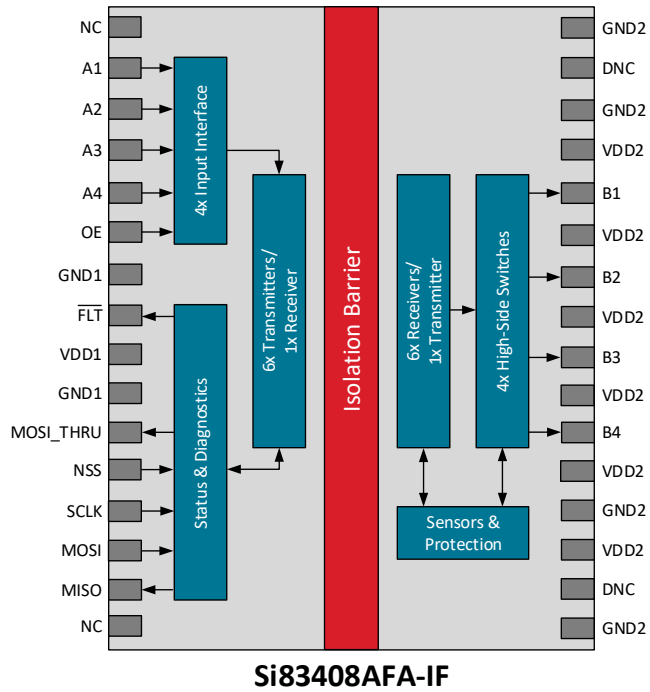 NC
A1
A2
A3
A4
OE
GND1
FLT
VDD1
GND1
MOSI_THRU
NSS
SCLK
MOSI
MISO
NC
4x Input Interface
Status & Diagnostics
6x Transmitters/
1x Receiver
Isolation Barrier
6x Receivers/
1x Transmitter
4x High-Side Switches
Sensors &
Protection
GND2
DNC
GND2
VDD2
B1
VDD2
B2
VDD2
B3
VDD2
B4
VDD2
GND2
VDD2
DNC
GND2
Si83408AFA-IF